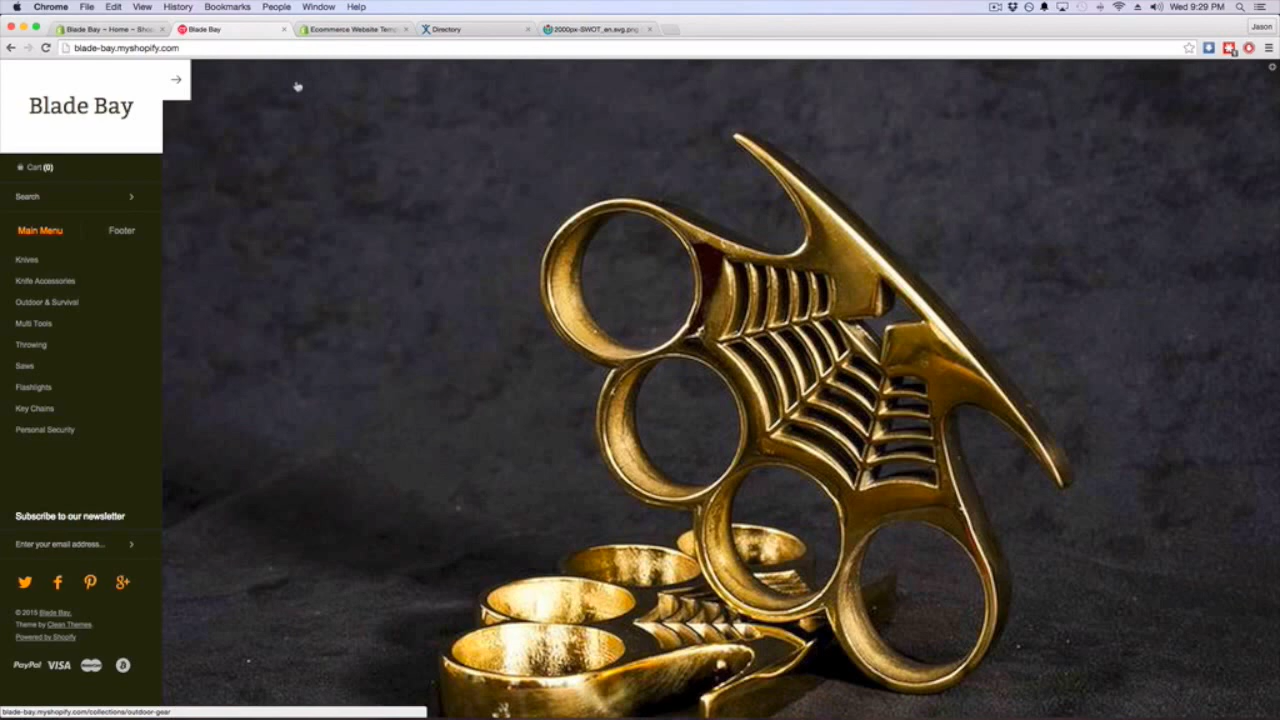 Chrome File Edit View History Bookmarks People Window Help Wed 9:29 PM
Blade Bay – Home – Shop Blade Bay Ecommerce Website Temp Directory 2000px-SWOT_en.svg.png Jason
blade-bay.myshopify.com
Blade Bay
Cart (0)
Search
Main Menu Footer
Knives
Knife Accessories
Outdoor & Survival
Multi Tools
Throwing
Saws
Flashlights
Key Chains
Personal Security
Subscribe to our newsletter
Enter your email address...
© 2015 Blade Bay.
Theme by Clean Themes.
Powered by Shopify
PayPal VISA
blade-bay.myshopify.com/collections/outdoor-gear